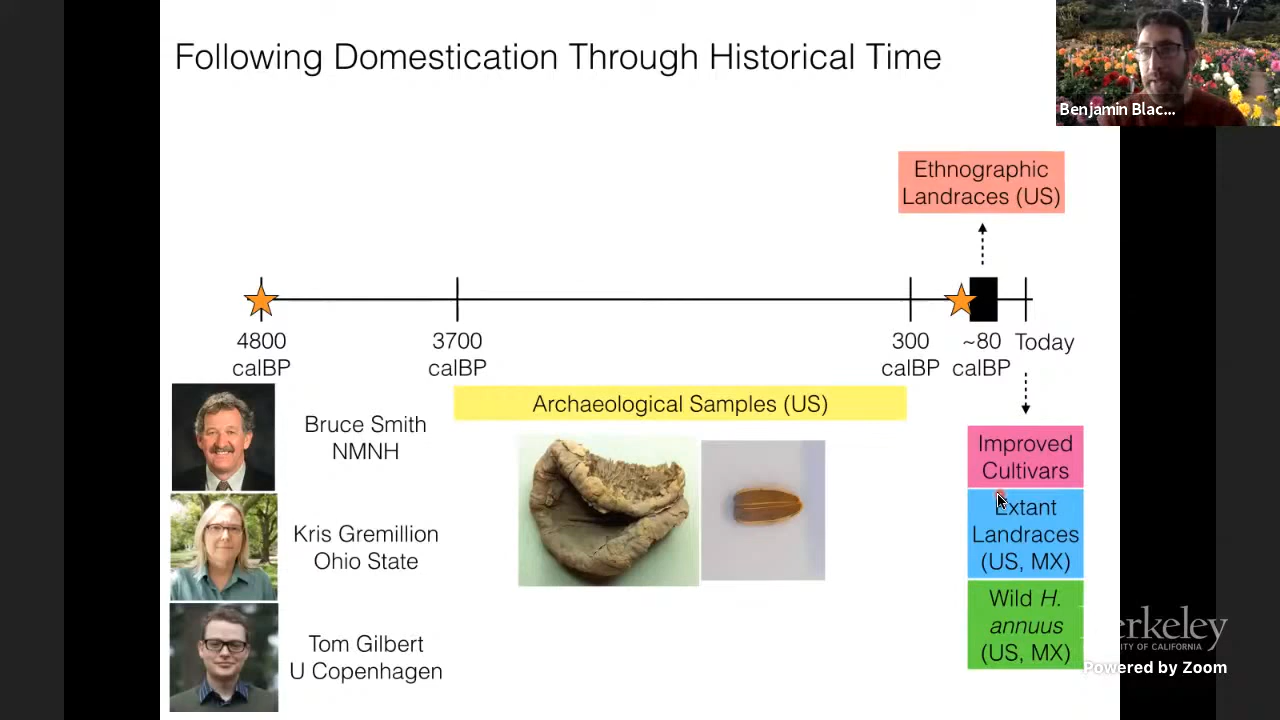 Following Domestication Through Historical Time
Benjamin Blac...
Ethnographic
Landraces (US)
4800
calBP
3700
calBP
300
calBP
~80
calBP
Today
Archaeological Samples (US)
Bruce Smith
NMNH
Kris Gremillion
Ohio State
Tom Gilbert
U Copenhagen
Improved
Cultivars
Extant
Landraces
(US, MX)
Wild H.
annuus
(US, MX)
erkeley
ITY OF CALIFORNIA
Powered by Zoom